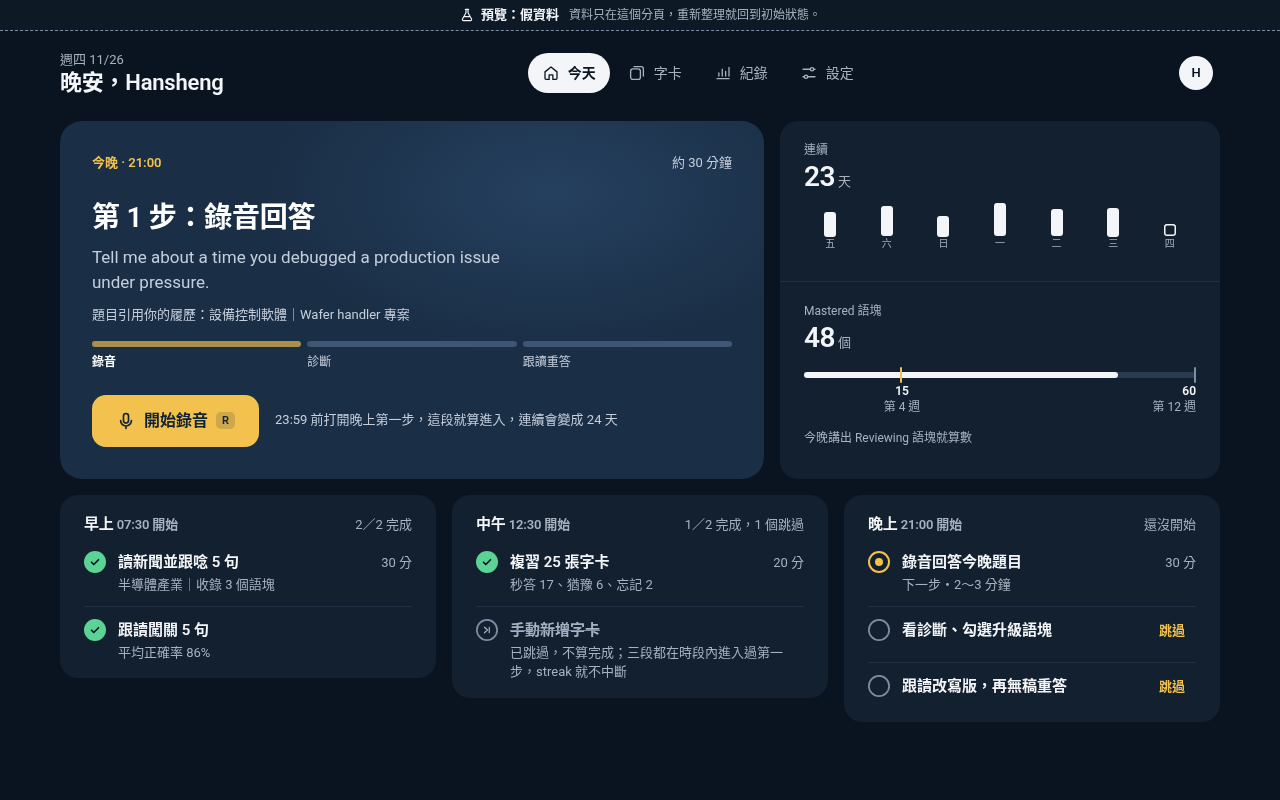 預覽：假資料 資料只在這個分頁，重新整理就回到初始狀態。
週四 11/26
晚安，Hansheng
今天 字卡 紀錄 設定
H
今晚 · 21:00 約 30 分鐘
第 1 步：錄音回答
Tell me about a time you debugged a production issue
under pressure.
題目引用你的履歷：設備控制軟體｜Wafer handler 專案
錄音 診斷 跟讀重答
開始錄音 R 23:59 前打開晚上第一步，這段就算進入，連續會變成 24 天
連續
23 天
五 六 日 一 二 三 四
Mastered 語塊
48 個
15 60
第 4 週 第 12 週
今晚講出 Reviewing 語塊就算數
早上 07:30 開始 2／2 完成
讀新聞並跟唸 5 句 30 分
半導體產業｜收錄 3 個語塊
跟讀闖關 5 句
平均正確率 86%
中午 12:30 開始 1／2 完成，1 個跳過
複習 25 張字卡 20 分
秒答 17、猶豫 6、忘記 2
手動新增字卡
已跳過，不算完成；三段都在時段內進入過第一
步，streak 就不中斷
晚上 21:00 開始 還沒開始
錄音回答今晚題目 30 分
下一步・2～3 分鐘
看診斷、勾選升級語塊 跳過
跟讀改寫版，再無稿重答 跳過